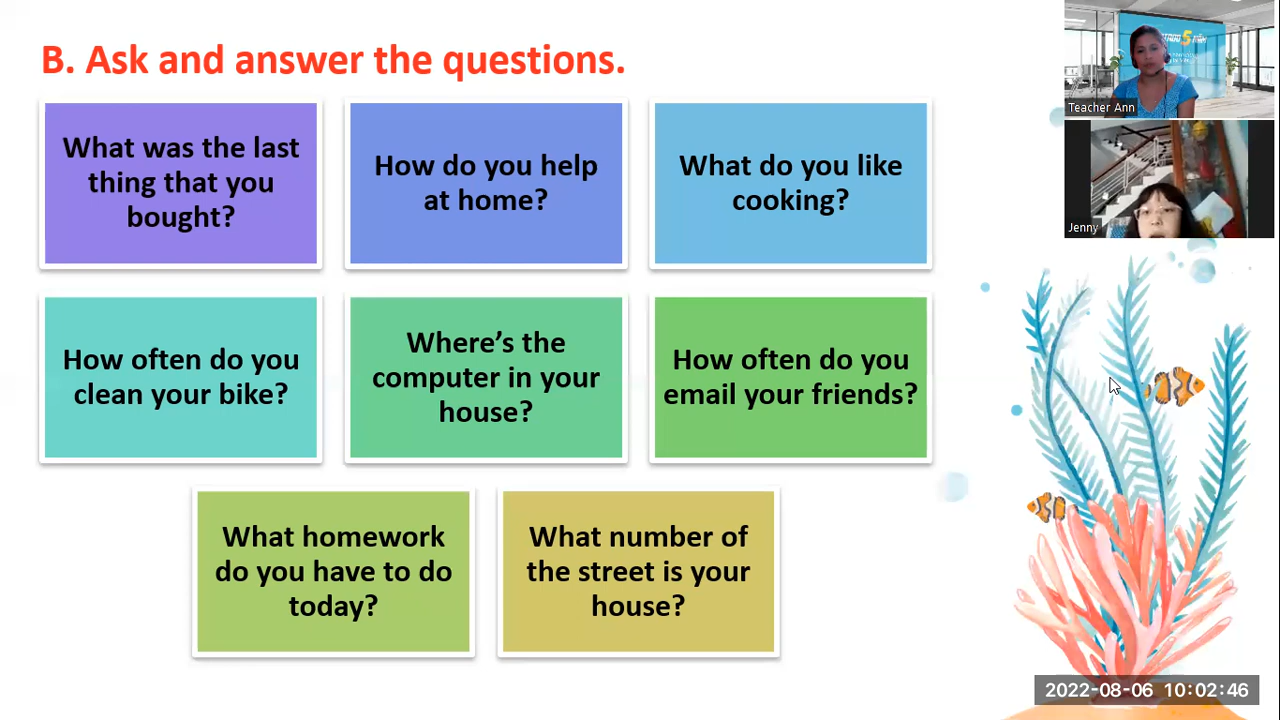 B. Ask and answer the questions.
What was the last
thing that you
bought?
How do you help
at home?
What do you like
cooking?
How often do you
clean your bike?
Where's the
computer in your
house?
How often do you
email your friends?
What homework
do you have to do
today?
What number of
the street is your
house?
Teacher Ann
Jenny
2022-08-06 10:02:46